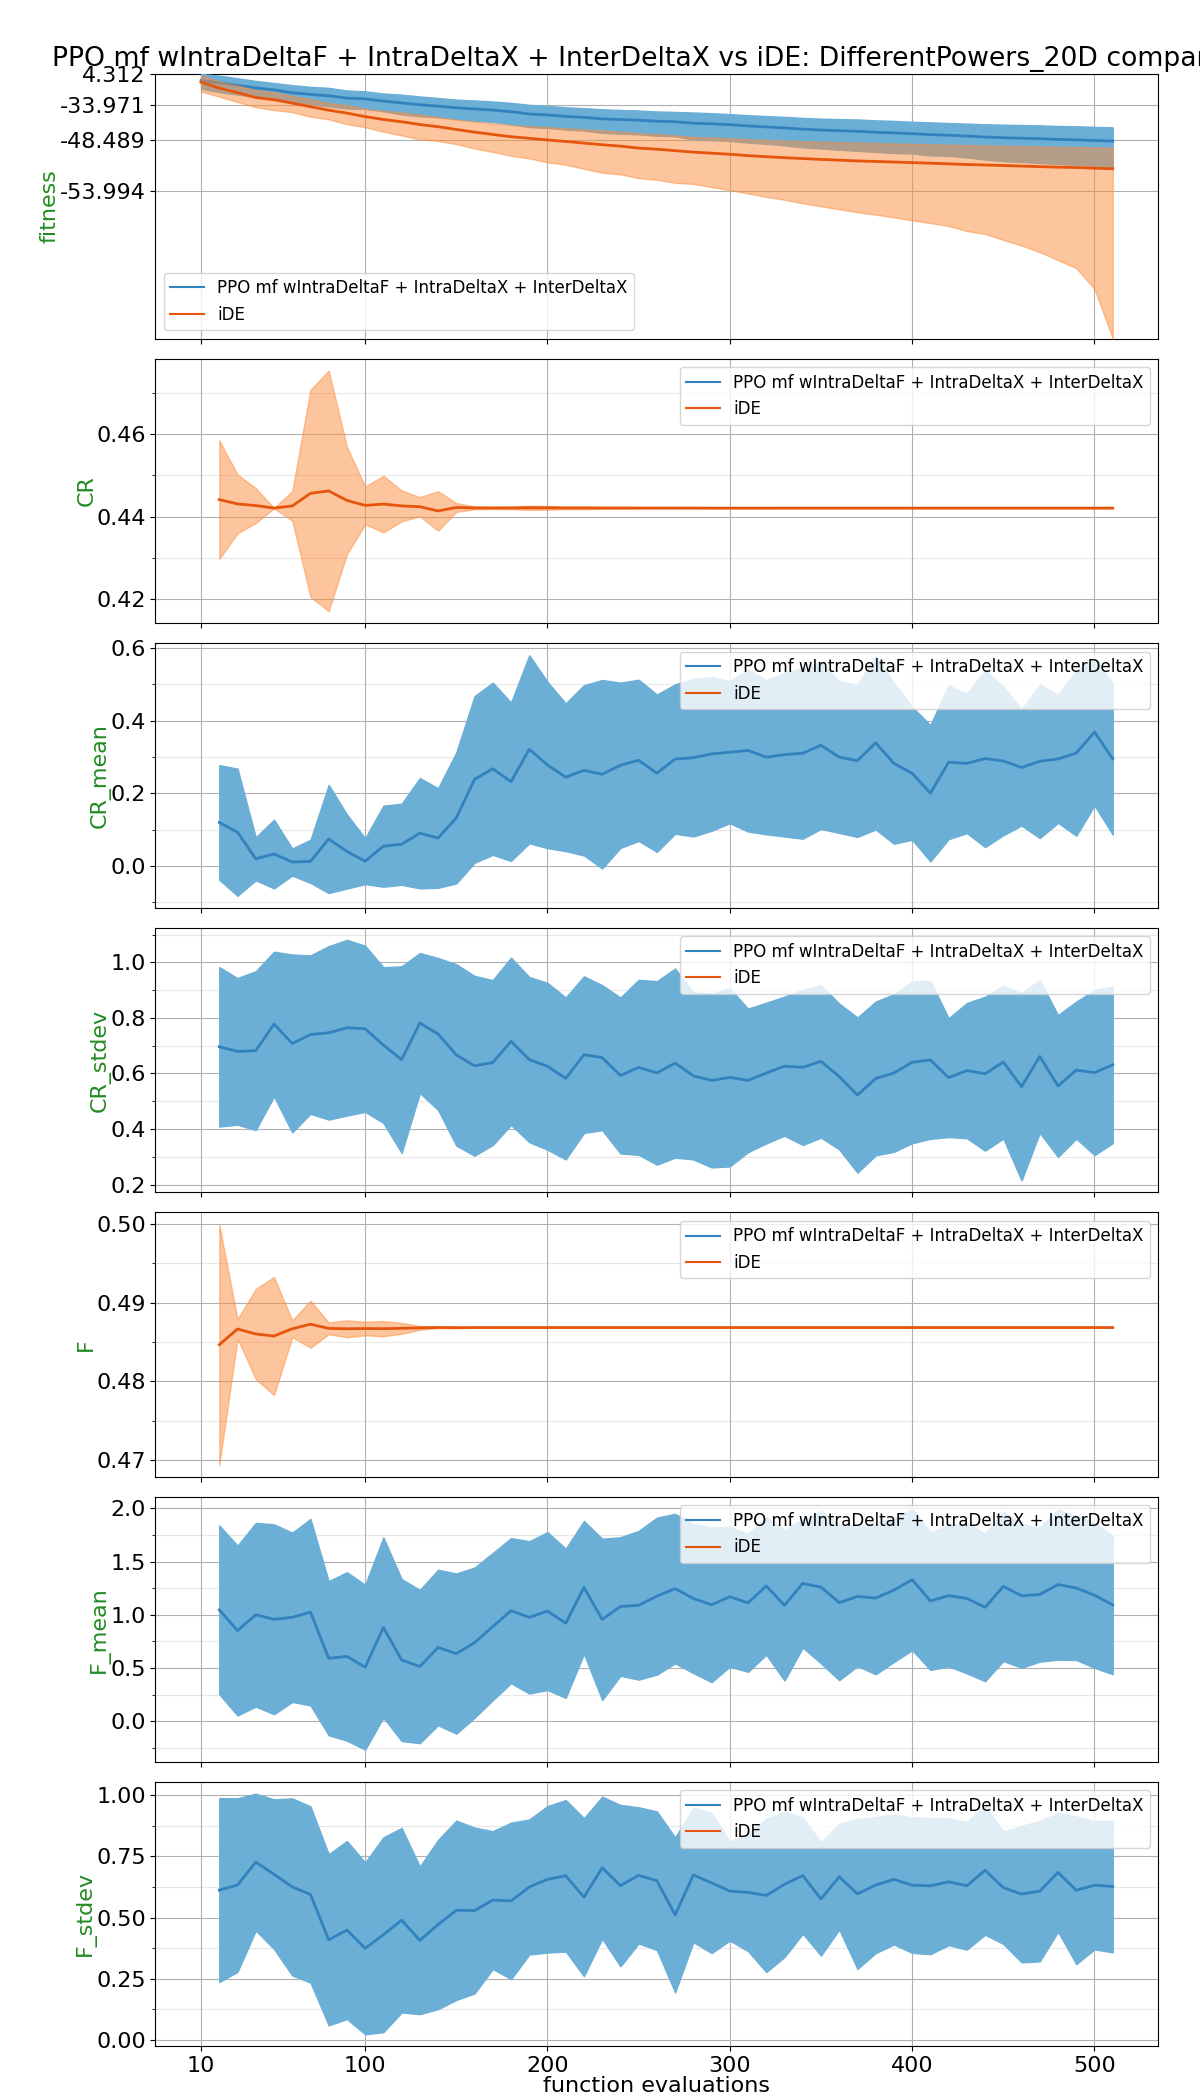 PPO mf wIntraDeltaF + IntraDeltaX + InterDeltaX vs iDE: DifferentPowers_20D compar
4.312
-33.971
-48.489
-53.994
fitness
PPO mf wIntraDeltaF + IntraDeltaX + InterDeltaX
iDE
0.46
0.44
0.42
CR
PPO mf wIntraDeltaF + IntraDeltaX + InterDeltaX
iDE
0.6
0.4
0.2
0.0
CR_mean
PPO mf wIntraDeltaF + IntraDeltaX + InterDeltaX
iDE
1.0
0.8
0.6
0.4
0.2
CR_stdev
PPO mf wIntraDeltaF + IntraDeltaX + InterDeltaX
iDE
0.50
0.49
0.48
0.47
F
PPO mf wIntraDeltaF + IntraDeltaX + InterDeltaX
iDE
2.0
1.5
1.0
0.5
0.0
F_mean
PPO mf wIntraDeltaF + IntraDeltaX + InterDeltaX
iDE
1.00
0.75
0.50
0.25
0.00
F_stdev
PPO mf wIntraDeltaF + IntraDeltaX + InterDeltaX
iDE
10 100 200 300 400 500
function evaluations